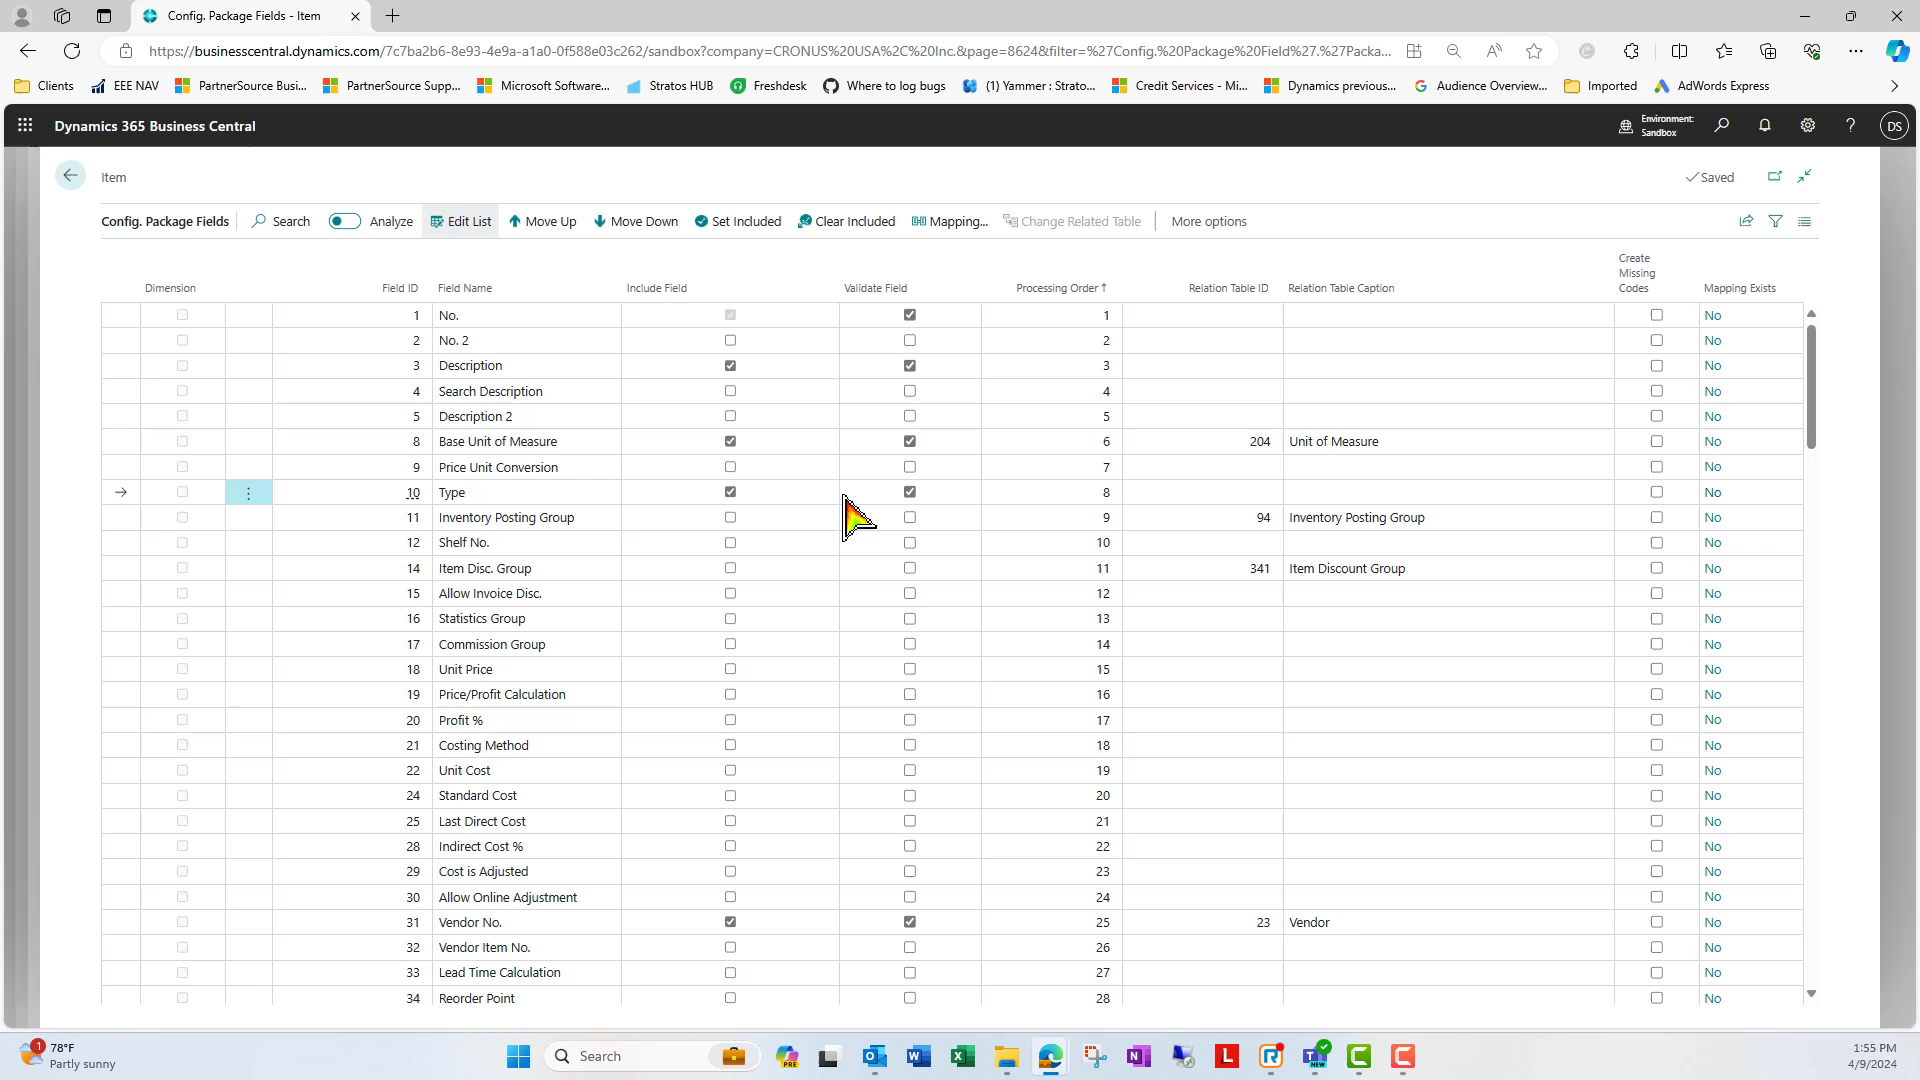 Config. Package Fields - Item
https://businesscentral.dynamics.com/7c7ba2b6-8e93-4e9a-a1a0-0f588e03c262/sandbox?company=CRONUS%20USA%2C%20Inc.&page=8624&filter=%27Config.%20Package%20Field%27.%27Packa...
Clients EEE NAV PartnerSource Busi... PartnerSource Supp... Microsoft Software... Stratos HUB Freshdesk Where to log bugs (1) Yammer : Strato... Credit Services - Mi... Dynamics previous... Audience Overview... Imported AdWords Express
Dynamics 365 Business Central Environment: Sandbox ? DS
Item Saved
Config. Package Fields Search Analyze Edit List Move Up Move Down Set Included Clear Included Mapping... Change Related Table More options
Dimension Field ID Field Name Include Field Validate Field Processing Order ↑ Relation Table ID Relation Table Caption Create Missing Codes Mapping Exists
1 No. 1 No
2 No. 2 2 No
3 Description 3 No
4 Search Description 4 No
5 Description 2 5 No
8 Base Unit of Measure 6 204 Unit of Measure No
9 Price Unit Conversion 7 No
10 Type 8 No
11 Inventory Posting Group 9 94 Inventory Posting Group No
12 Shelf No. 10 No
14 Item Disc. Group 11 341 Item Discount Group No
15 Allow Invoice Disc. 12 No
16 Statistics Group 13 No
17 Commission Group 14 No
18 Unit Price 15 No
19 Price/Profit Calculation 16 No
20 Profit % 17 No
21 Costing Method 18 No
22 Unit Cost 19 No
24 Standard Cost 20 No
25 Last Direct Cost 21 No
28 Indirect Cost % 22 No
29 Cost is Adjusted 23 No
30 Allow Online Adjustment 24 No
31 Vendor No. 25 23 Vendor No
32 Vendor Item No. 26 No
33 Lead Time Calculation 27 No
34 Reorder Point 28 No
1 78°F
Partly sunny
Search
PRE
NEW
1:55 PM
4/9/2024